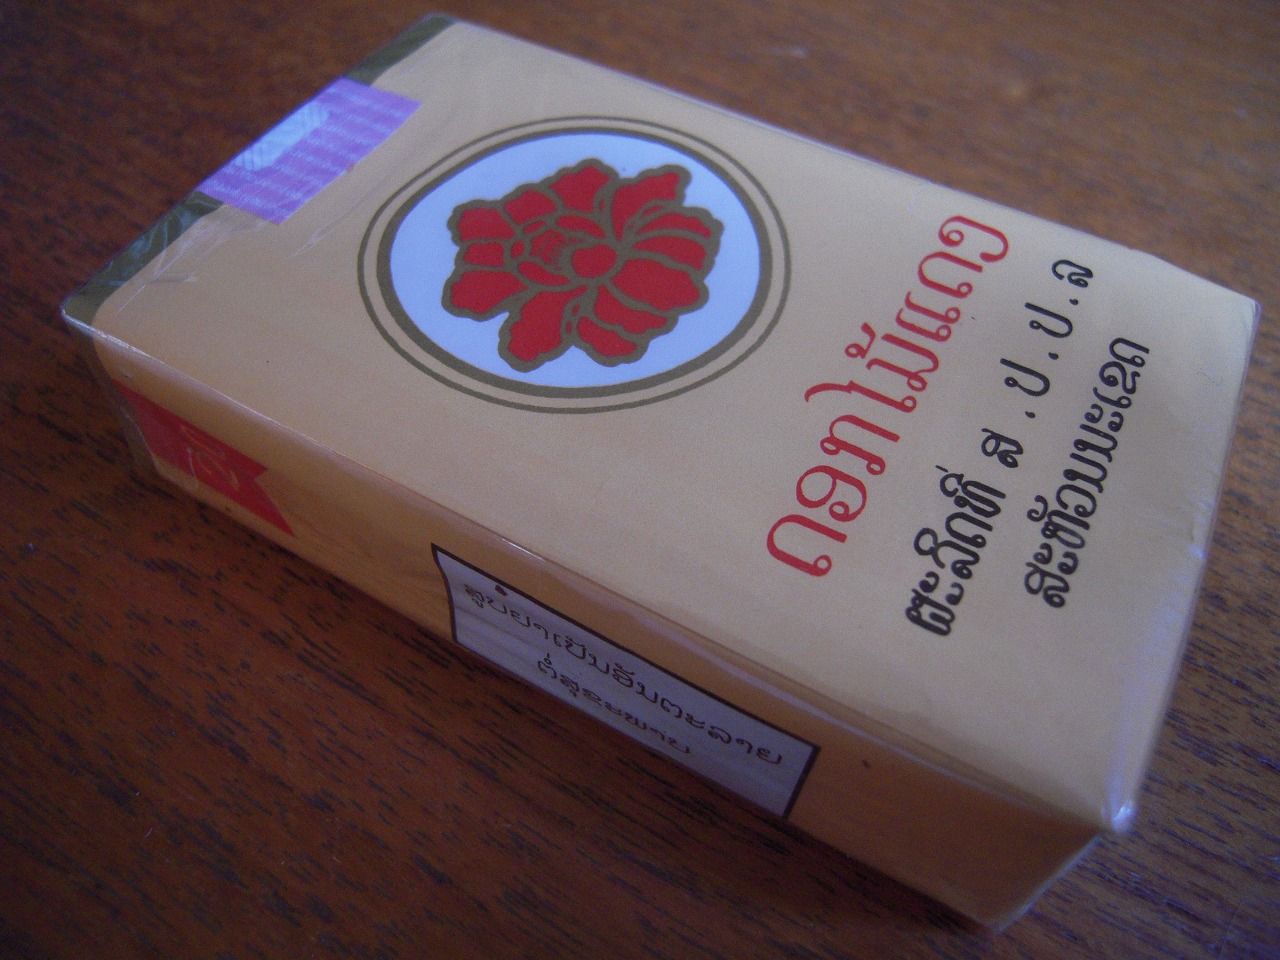 ດອກໄມ້ແດງ
ຜະລິດທີ່ ສ . ປ . ປ . ລ
ສະຫັວນນະເຂດ
ສູບຢາເປັນອັນຕະລາຍ
ຕໍ່ສຸຂະພາບ